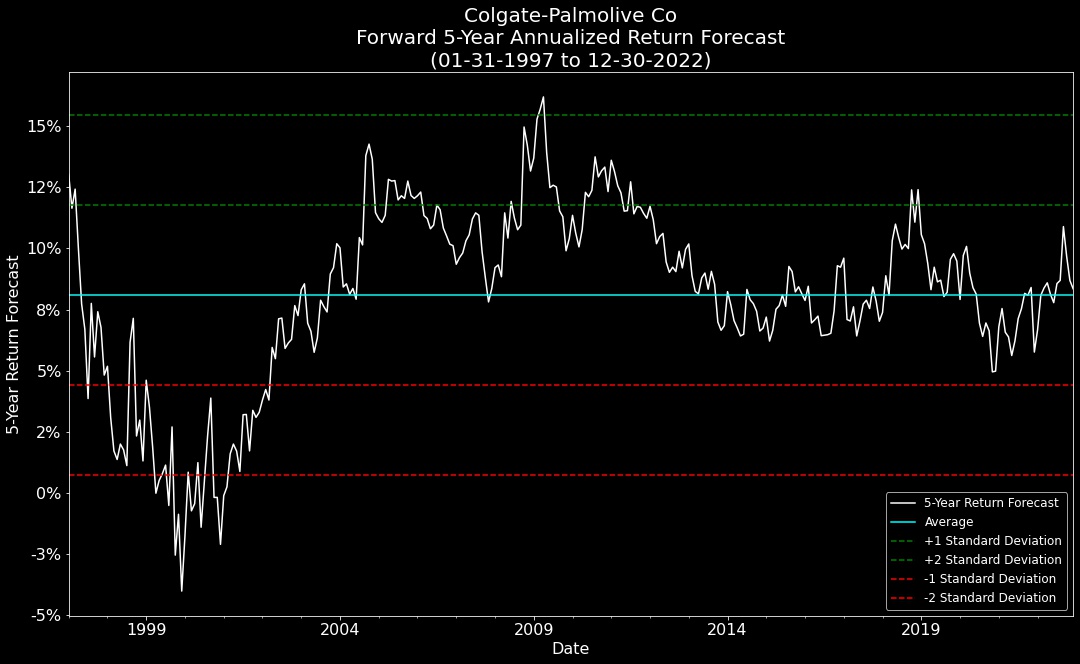 Colgate-Palmolive Co
Forward 5-Year Annualized Return Forecast
(01-31-1997 to 12-30-2022)
15%
12%
10%
8%
5%
2%
0%
-3%
-5%
5-Year Return Forecast
1999
2004
2009
2014
2019
Date
5-Year Return Forecast
Average
+1 Standard Deviation
+2 Standard Deviation
-1 Standard Deviation
-2 Standard Deviation